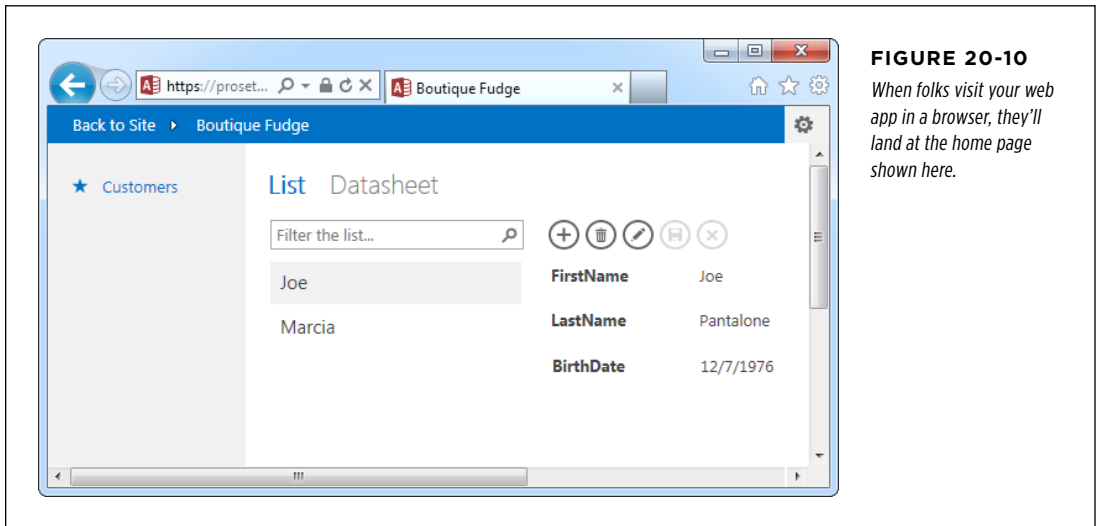 https://proset...
Boutique Fudge
Back to Site
Boutique Fudge
Customers
List Datasheet
Filter the list...
Joe
Marcia
FirstName Joe
LastName Pantalone
BirthDate 12/7/1976
FIGURE 20-10
When folks visit your web
app in a browser, they'll
land at the home page
shown here.